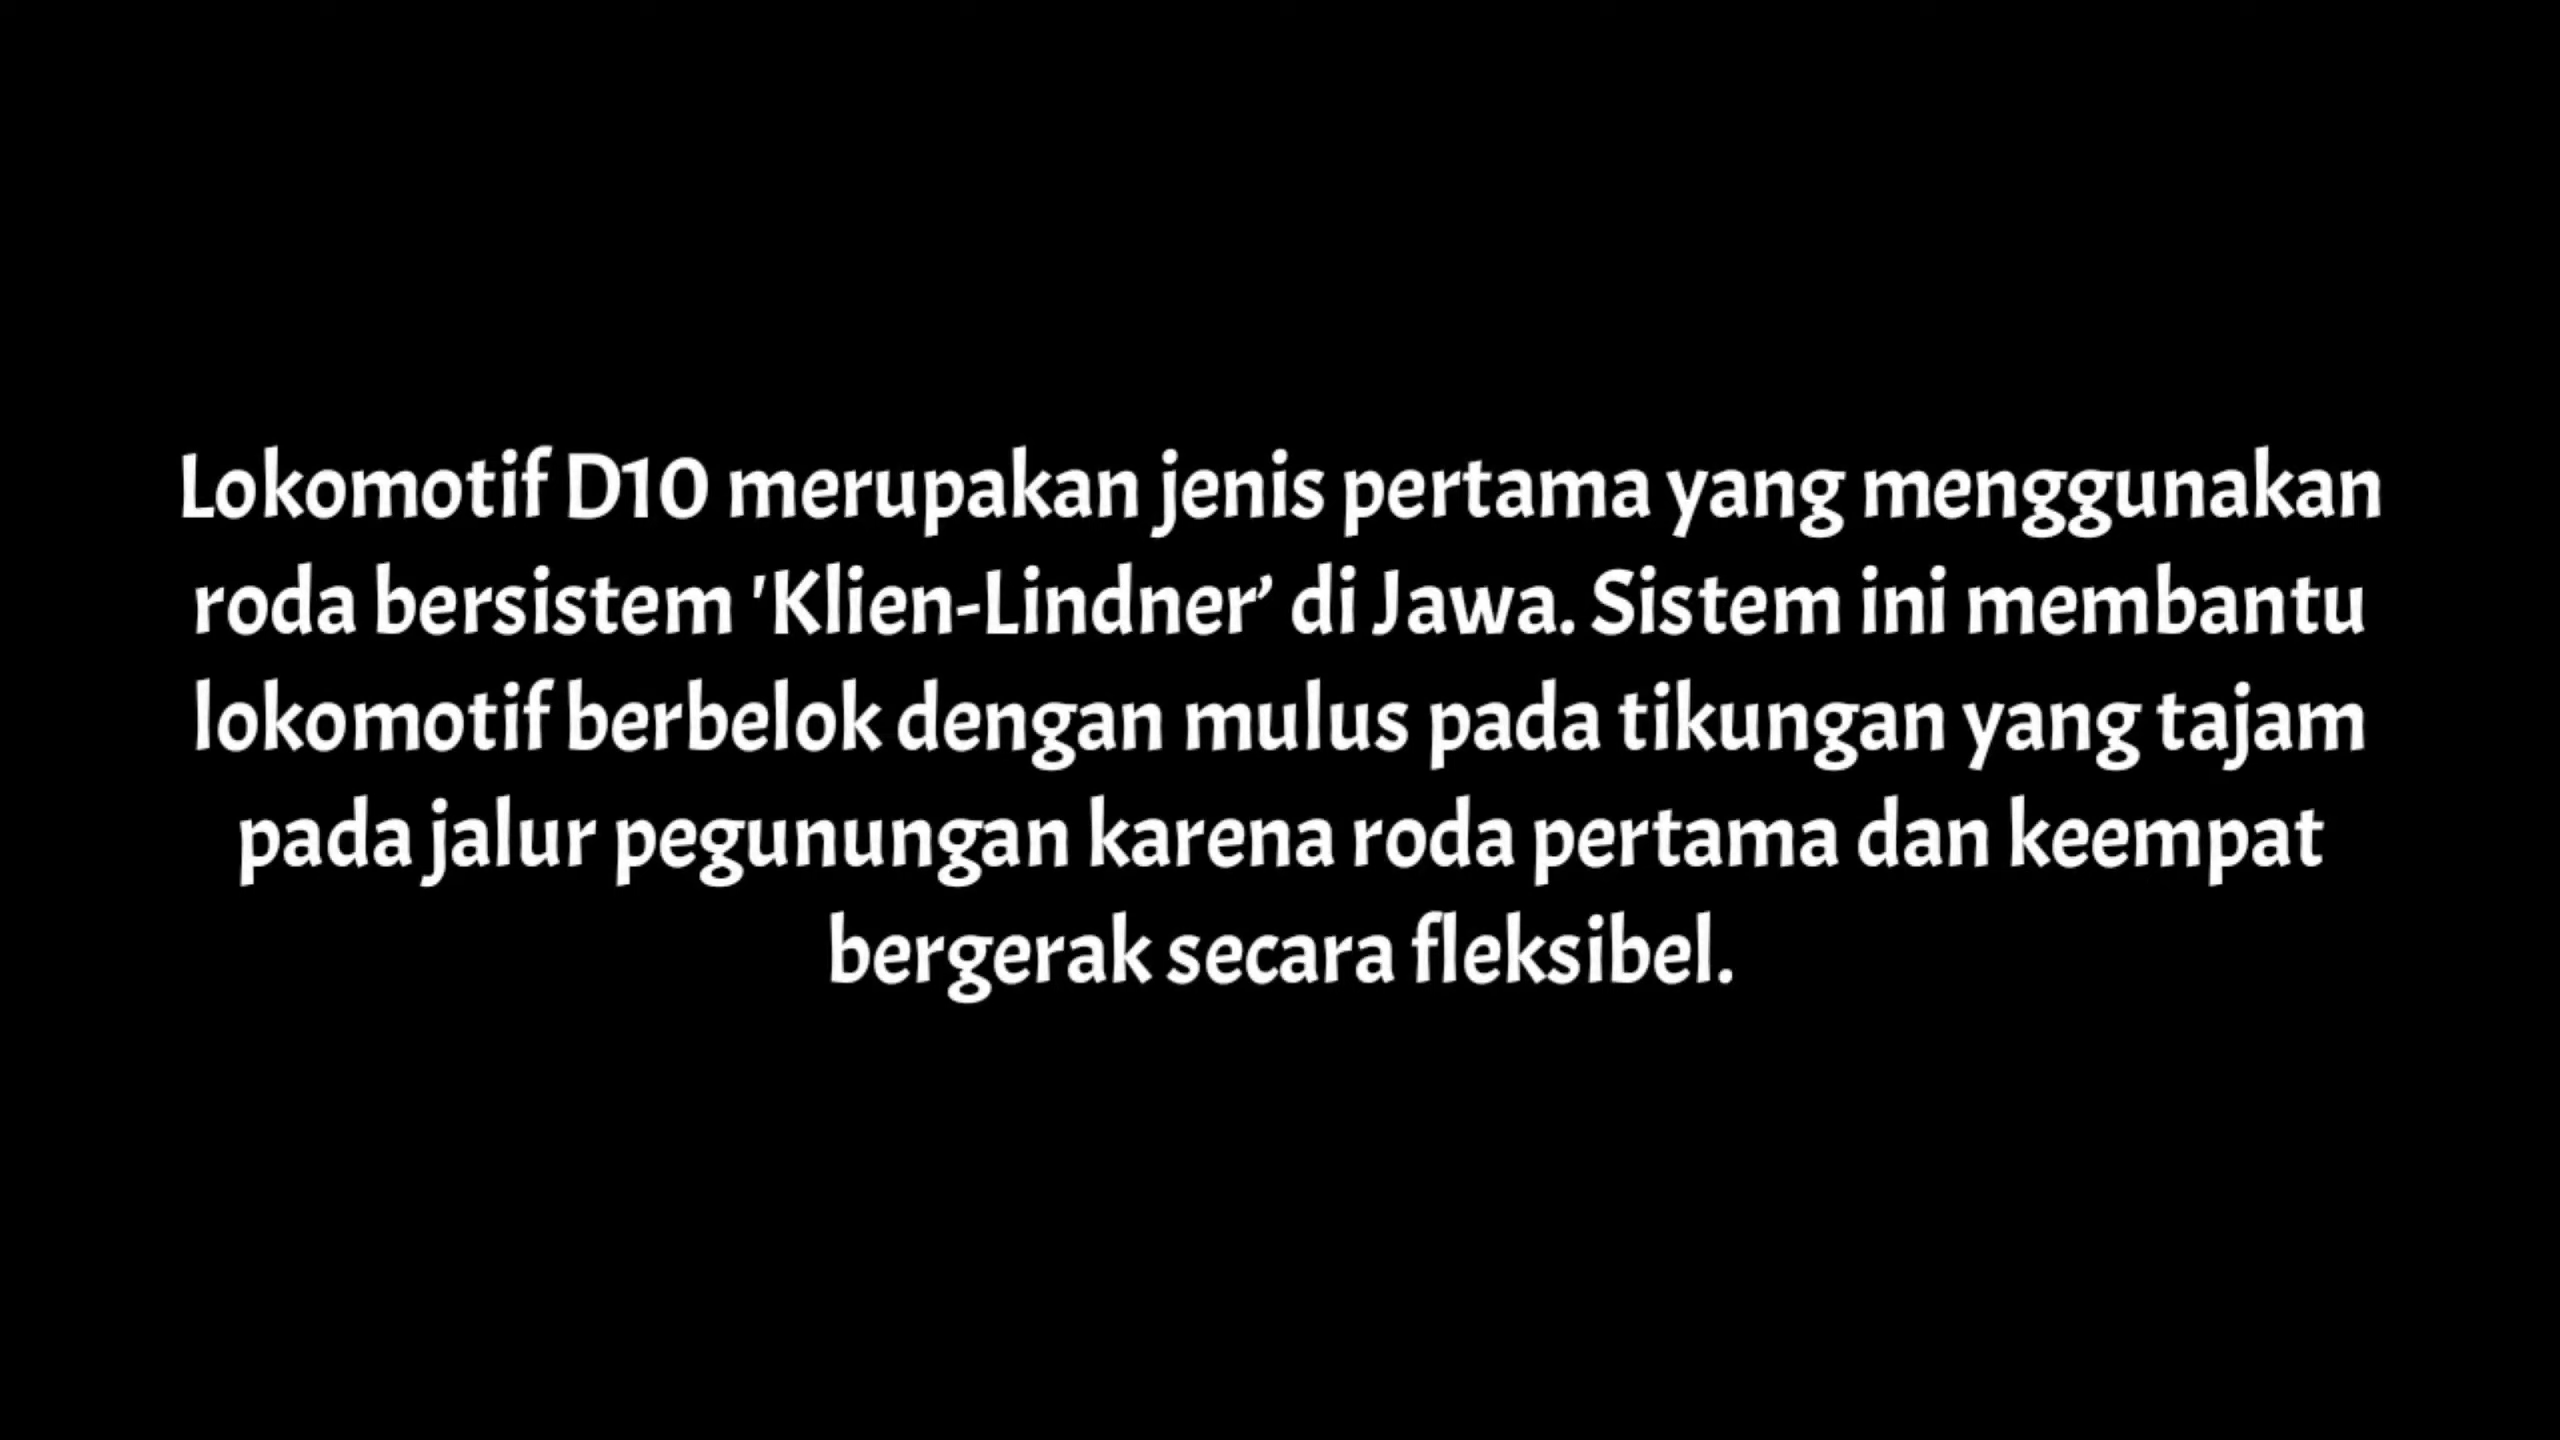 Lokomotif D10 merupakan jenis pertama yang menggunakan
roda bersistem 'Klien-Lindner’ di Jawa. Sistem ini membantu
lokomotif berbelok dengan mulus pada tikungan yang tajam
pada jalur pegunungan karena roda pertama dan keempat
bergerak secara fleksibel.